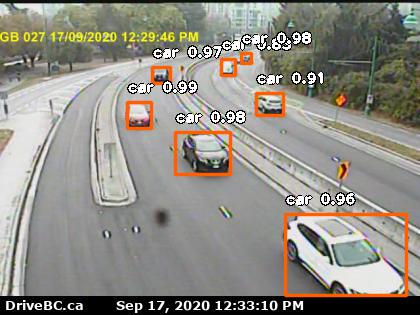 GB 027 17/09/2020 12:29:46 PM
car 0.98
car 0.97
car 0.91
car 0.99
car 0.98
car 0.96
DriveBC.ca Sep 17, 2020 12:33:10 PM